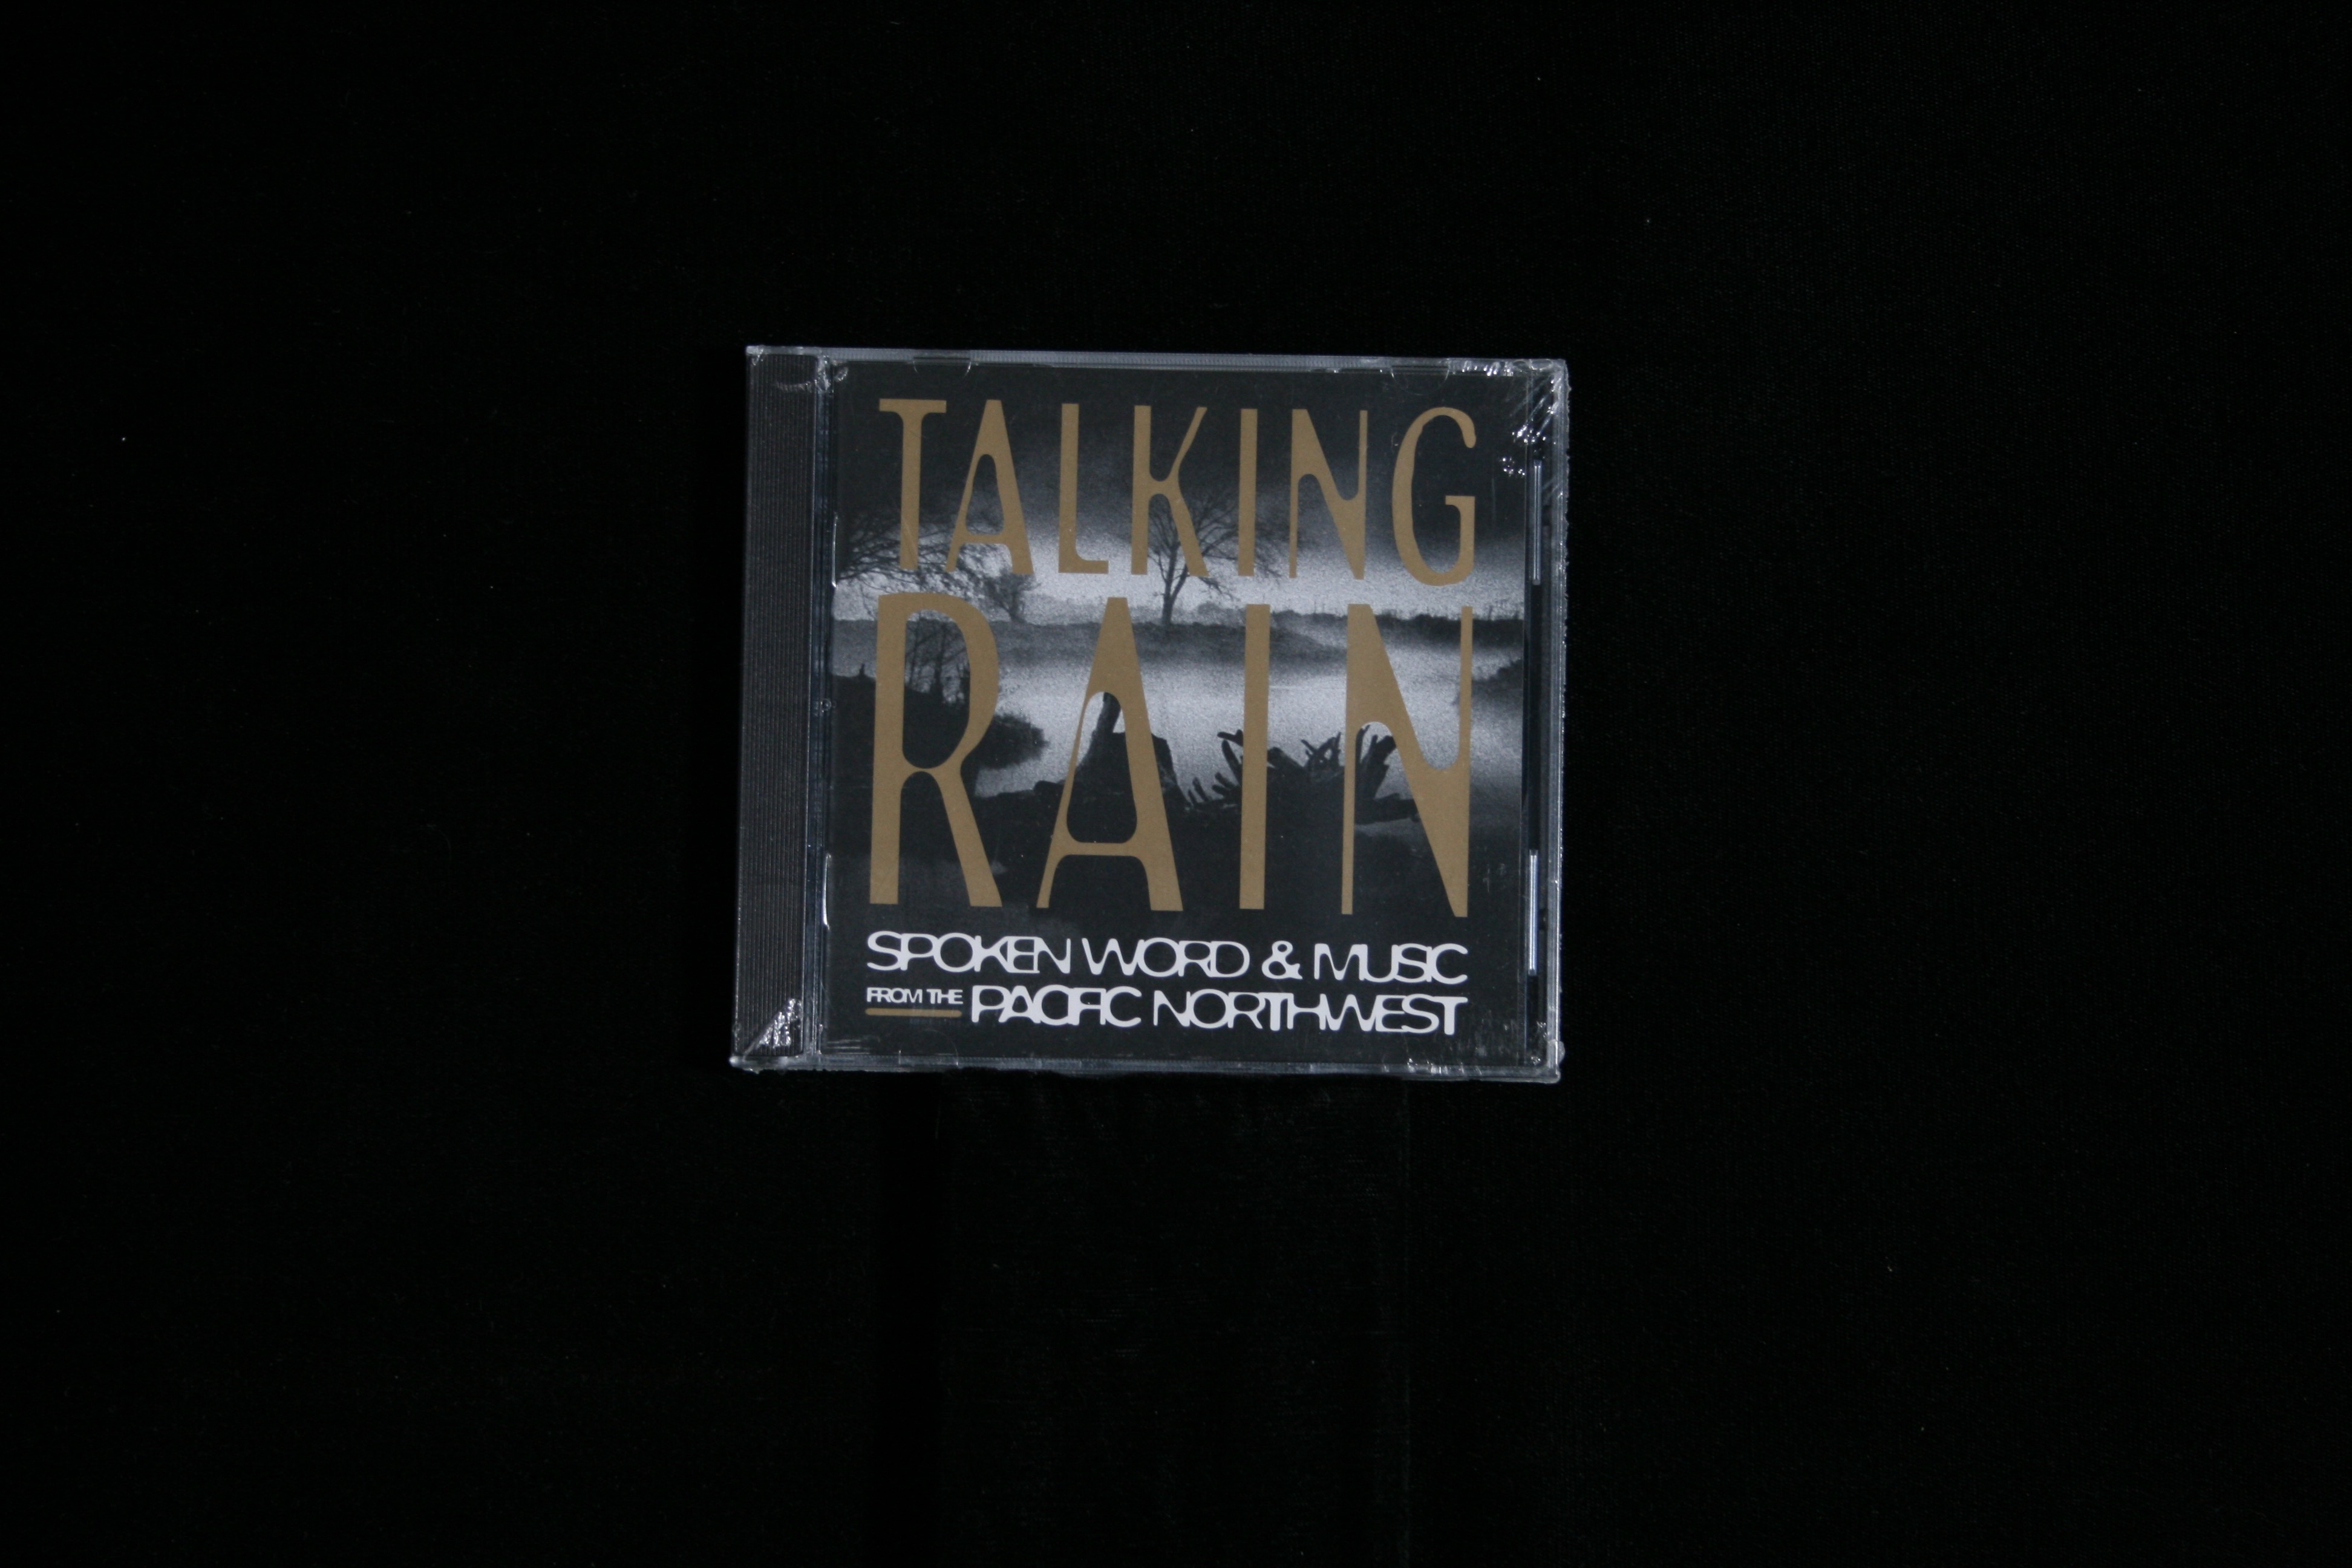 TALKING
RAIN
SPOKEN WORD & MUSIC
FROM THE PACIFIC NORTHWEST